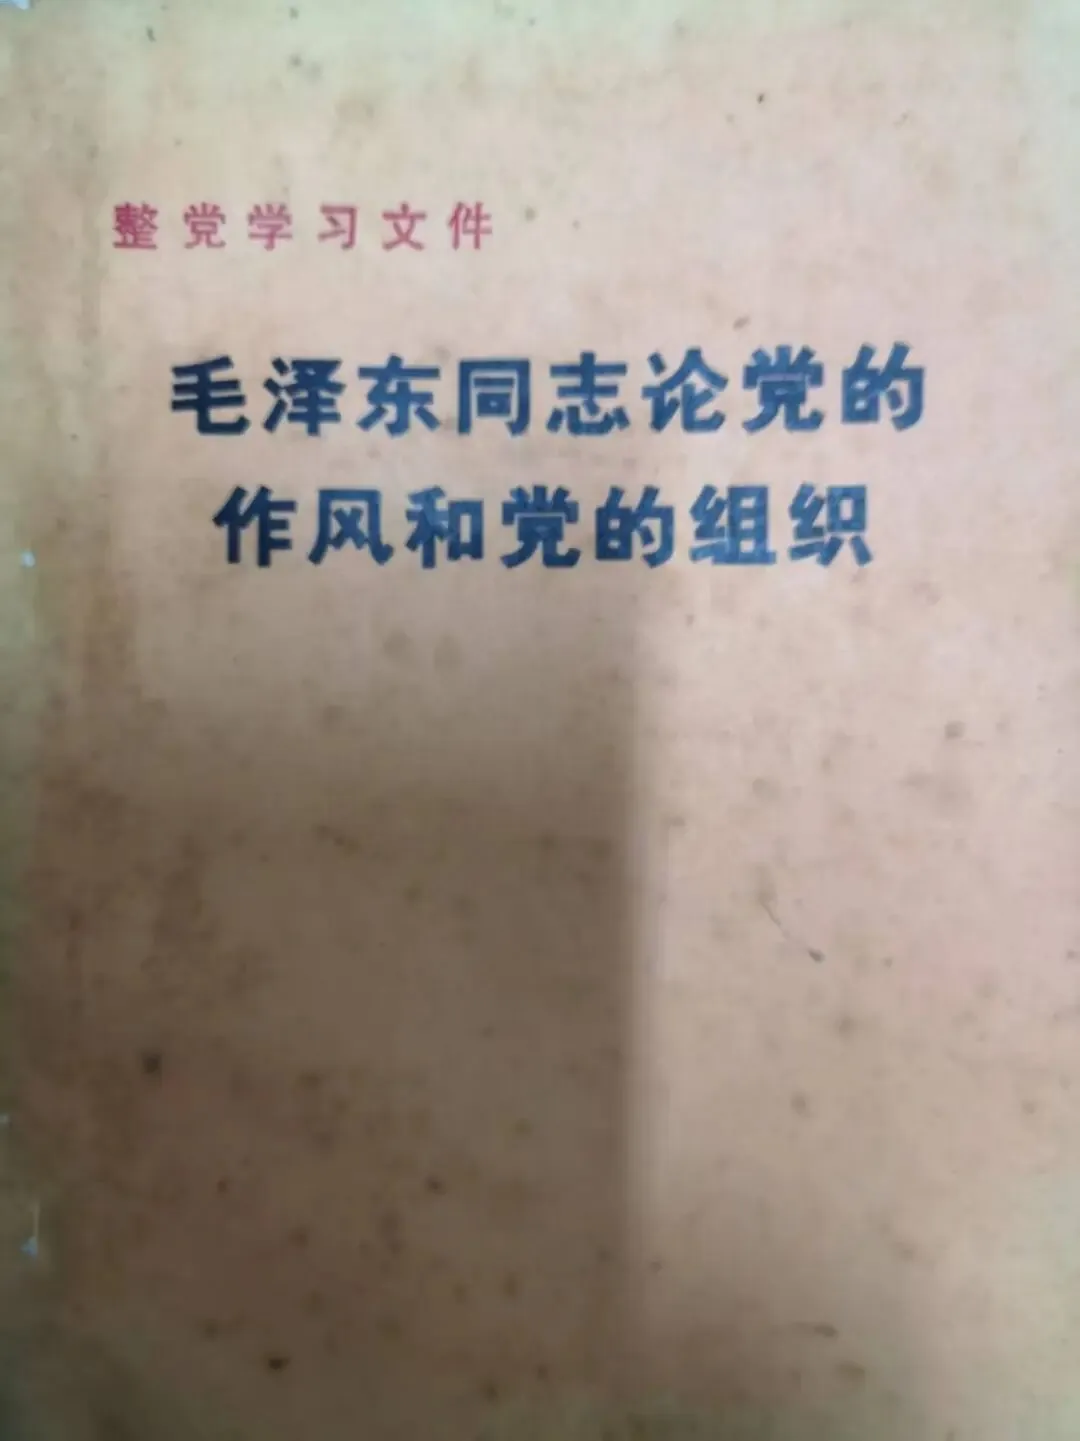 整党学习文件
毛泽东同志论党的
作风和党的组织